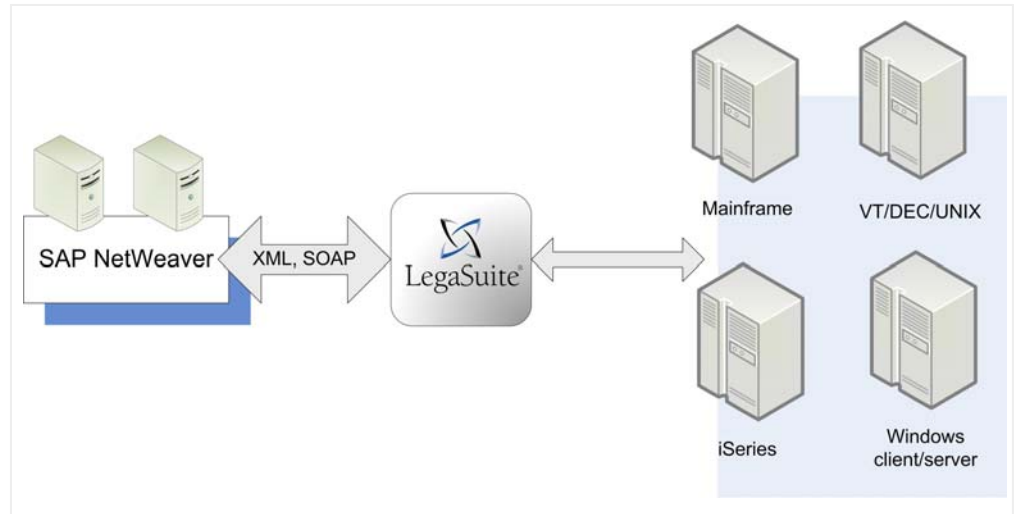 Mainframe
VT/DEC/UNIX
SAP NetWeaver
XML, SOAP
LegaSuite®
iSeries
Windows
client/server